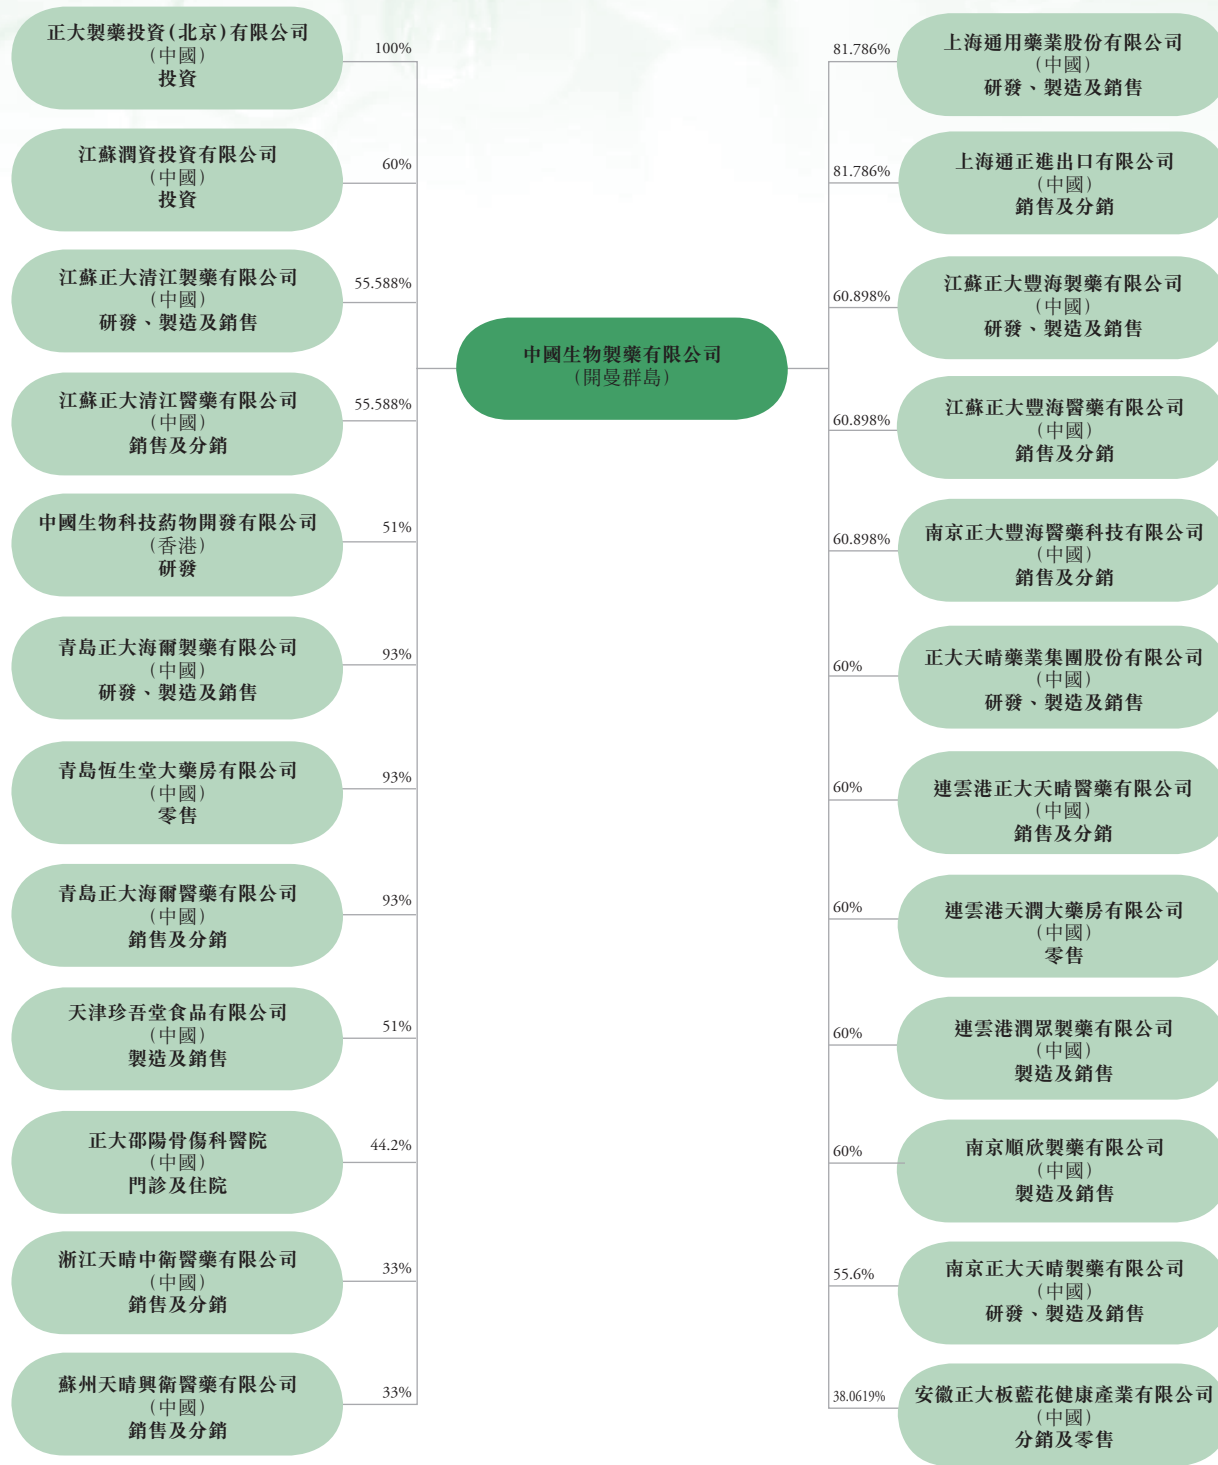 正大製藥投資(北京)有限公司
(中國)
投資
100%
江蘇潤資投資有限公司
(中國)
投資
60%
江蘇正大清江製藥有限公司
(中國)
研發、製造及銷售
55.588%
江蘇正大清江醫藥有限公司
(中國)
銷售及分銷
55.588%
中國生物科技葯物開發有限公司
(香港)
研發
51%
青島正大海爾製藥有限公司
(中國)
研發、製造及銷售
93%
青島恆生堂大藥房有限公司
(中國)
零售
93%
青島正大海爾醫藥有限公司
(中國)
銷售及分銷
93%
天津珍吾堂食品有限公司
(中國)
製造及銷售
51%
正大邵陽骨傷科醫院
(中國)
門診及住院
44.2%
浙江天晴中衛醫藥有限公司
(中國)
銷售及分銷
33%
蘇州天晴興衛醫藥有限公司
(中國)
銷售及分銷
33%
中國生物製藥有限公司
(開曼群島)
81.786%
上海通用藥業股份有限公司
(中國)
研發、製造及銷售
81.786%
上海通正進出口有限公司
(中國)
銷售及分銷
60.898%
江蘇正大豐海製藥有限公司
(中國)
研發、製造及銷售
60.898%
江蘇正大豐海醫藥有限公司
(中國)
銷售及分銷
60.898%
南京正大豐海醫藥科技有限公司
(中國)
銷售及分銷
60%
正大天晴藥業集團股份有限公司
(中國)
研發、製造及銷售
60%
連雲港正大天晴醫藥有限公司
(中國)
銷售及分銷
60%
連雲港天潤大藥房有限公司
(中國)
零售
60%
連雲港潤眾製藥有限公司
(中國)
製造及銷售
60%
南京順欣製藥有限公司
(中國)
製造及銷售
55.6%
南京正大天晴製藥有限公司
(中國)
研發、製造及銷售
38.0619%
安徽正大板藍花健康產業有限公司
(中國)
分銷及零售